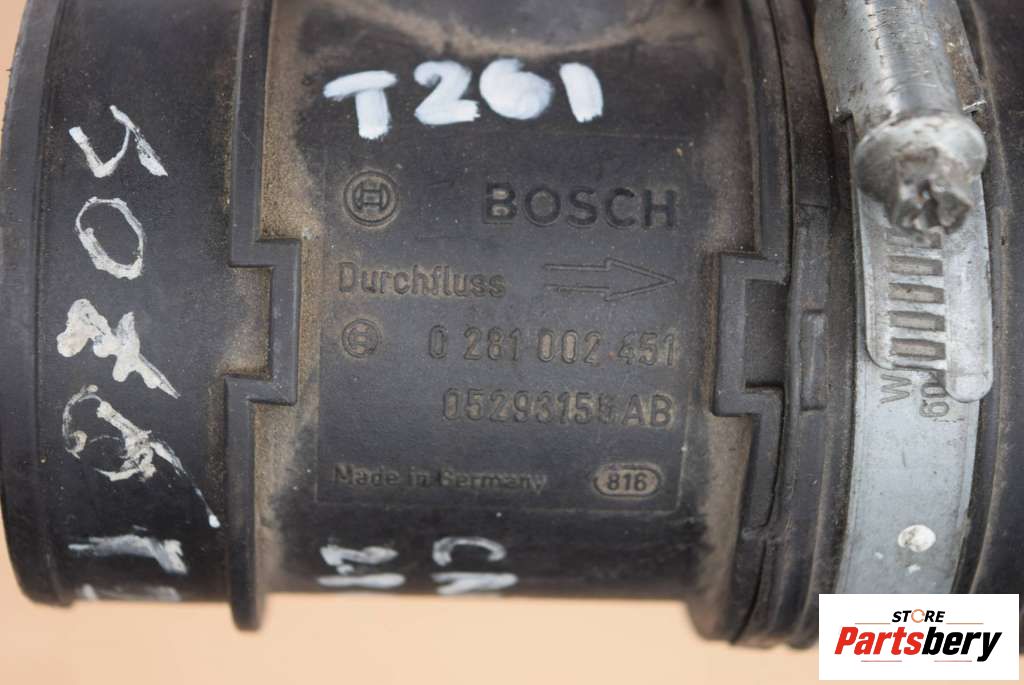 T261
BOSCH
Durchfluss
0 281 002 451
05293155AB
Made in Germany 816
STORE
Partsbery